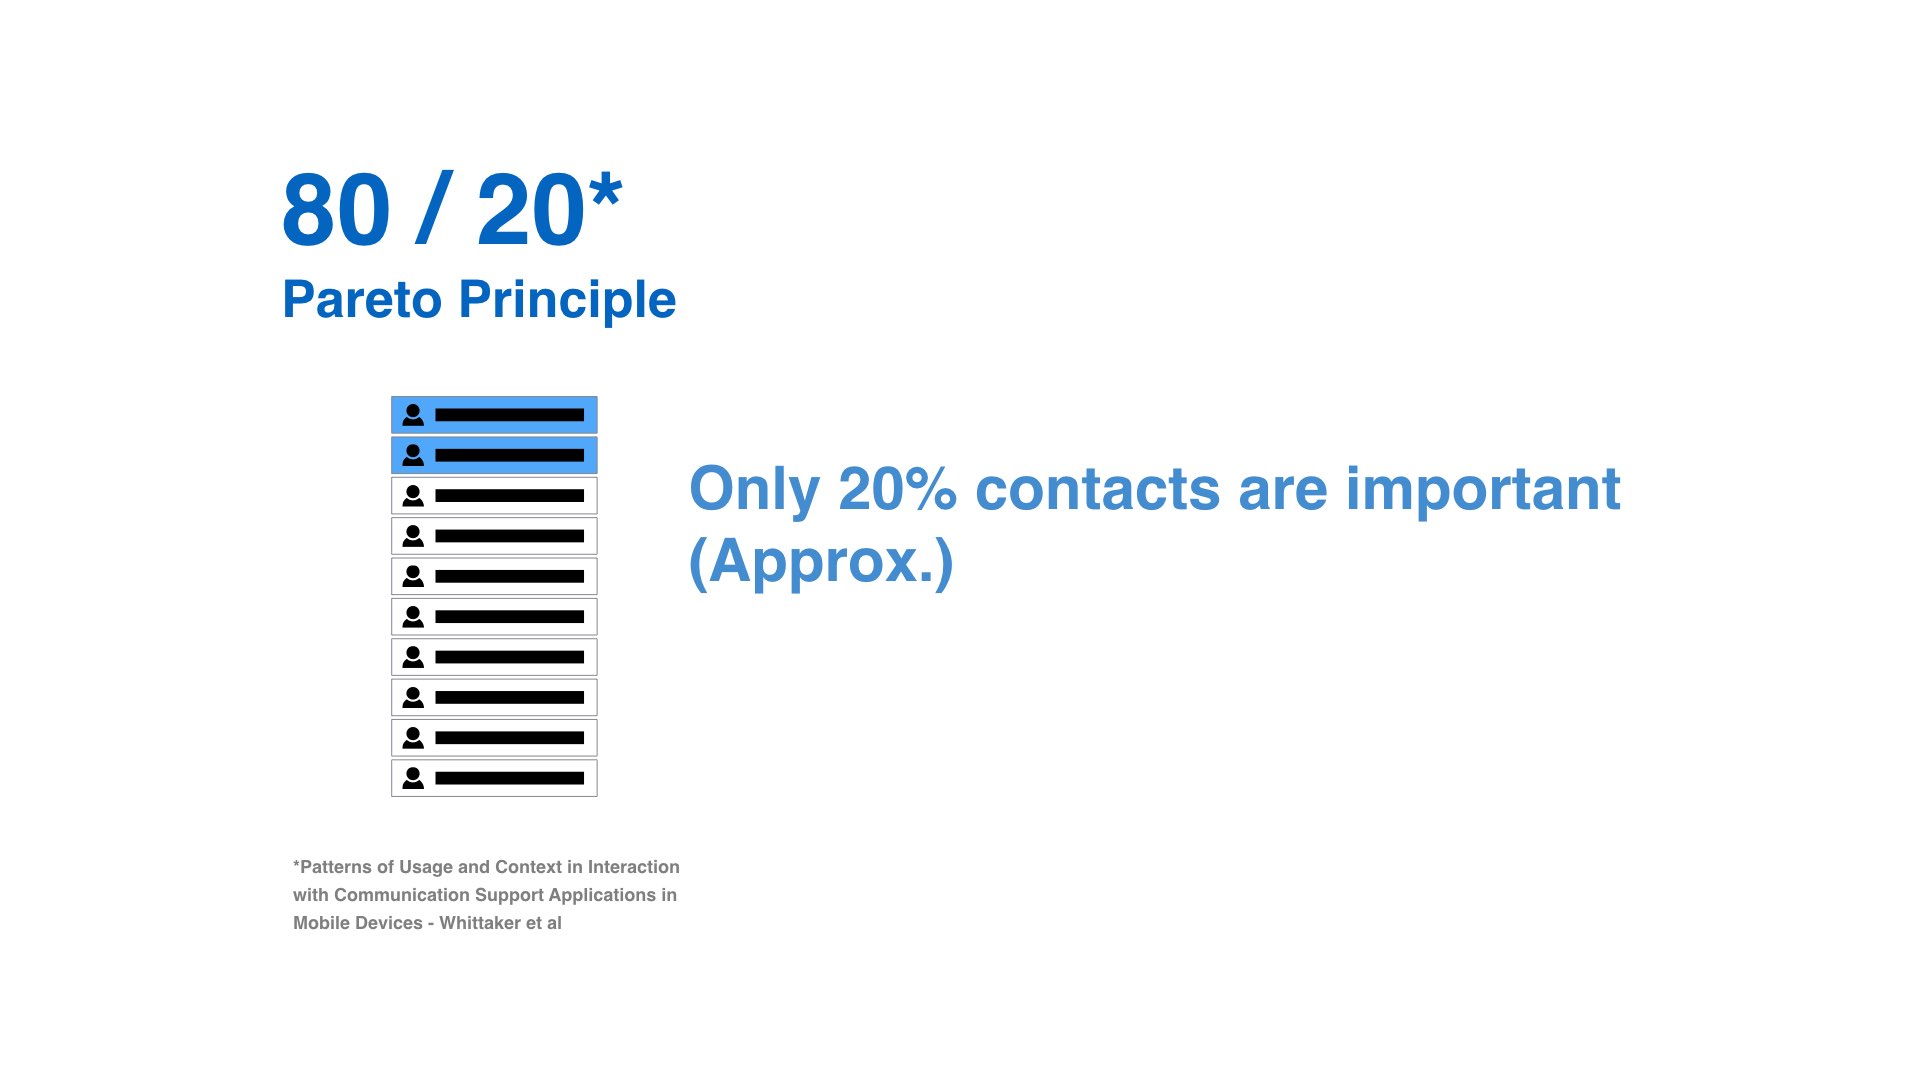 80 / 20*
Pareto Principle
Only 20% contacts are important
(Approx.)
*Patterns of Usage and Context in Interaction
with Communication Support Applications in
Mobile Devices - Whittaker et al